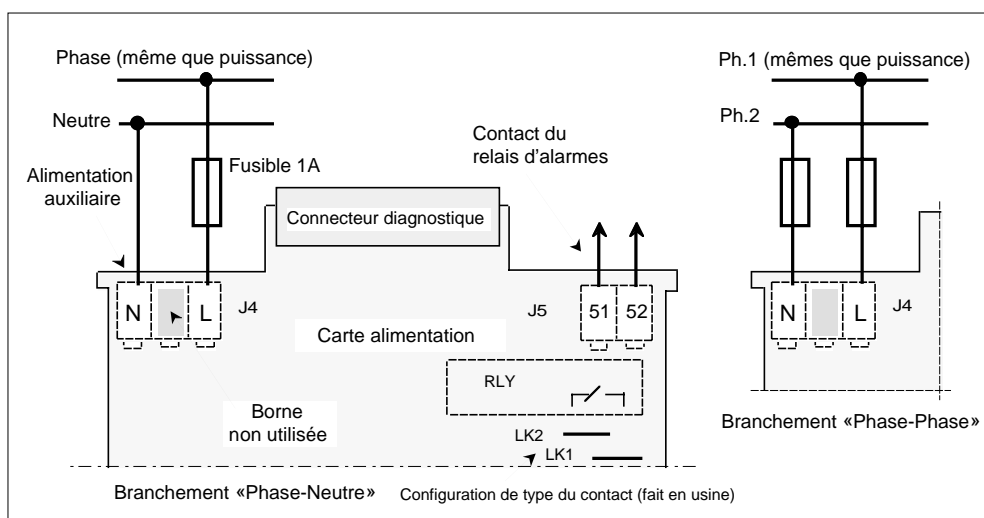 Phase (même que puissance)
Neutre
Fusible 1A
Alimentation
auxiliaire
Connecteur diagnostique
Contact du
relais d'alarmes
N
L
J4
J5
51
52
Carte alimentation
RLY
Borne
non utilisée
LK2
LK1
Branchement «Phase-Neutre»
Configuration de type du contact (fait en usine)
Ph.1 (mêmes que puissance)
Ph.2
N
L
J4
Branchement «Phase-Phase»